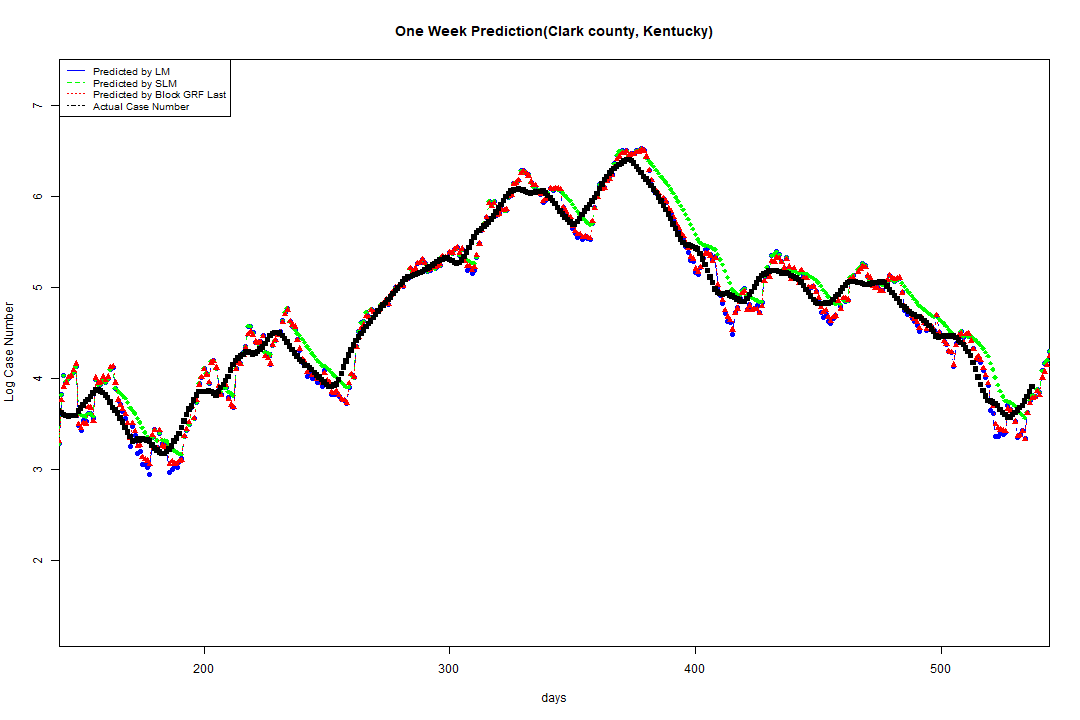 One Week Prediction(Clark county, Kentucky)
Predicted by LM
Predicted by SLM
Predicted by Block GRF Last
Actual Case Number
7
6
5
4
3
2
Log Case Number
200 300 400 500
days